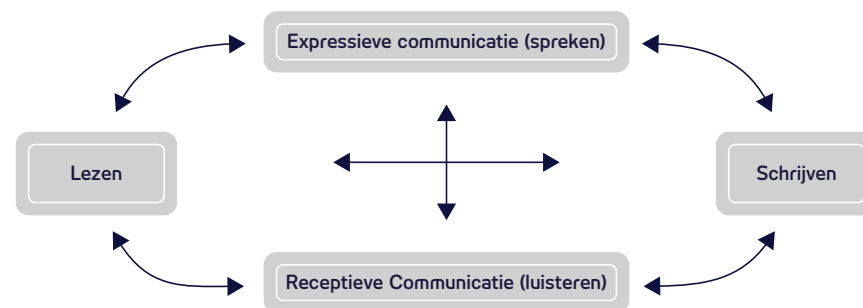 Expressieve communicatie (spreken)
Lezen
Schrijven
Receptieve Communicatie (luisteren)